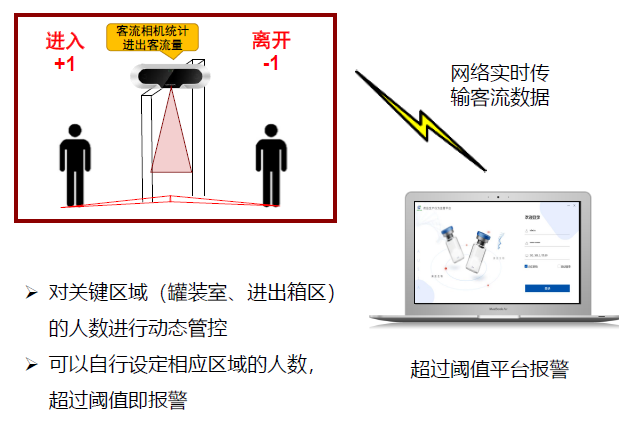 客流相机统计
进出客流量
进入
+1
离开
-1
网络实时传
输客流数据
➢ 对关键区域（罐装室、进出箱区）
的人数进行动态管控
➢ 可以自行设定相应区域的人数，
超过阈值即报警
超过阈值平台报警